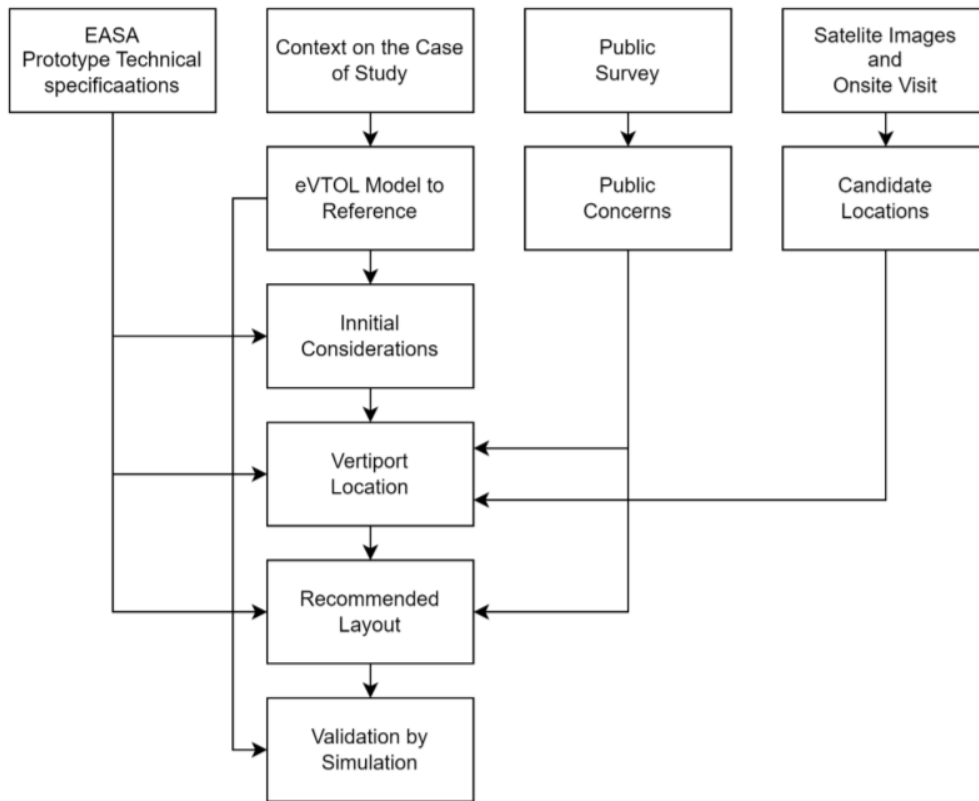 EASA
Prototype Technical
specificaations
Context on the Case
of Study
Public
Survey
Satelite Images
and
Onsite Visit
eVTOL Model to
Reference
Public
Concerns
Candidate
Locations
Innitial
Considerations
Vertiport
Location
Recommended
Layout
Validation by
Simulation